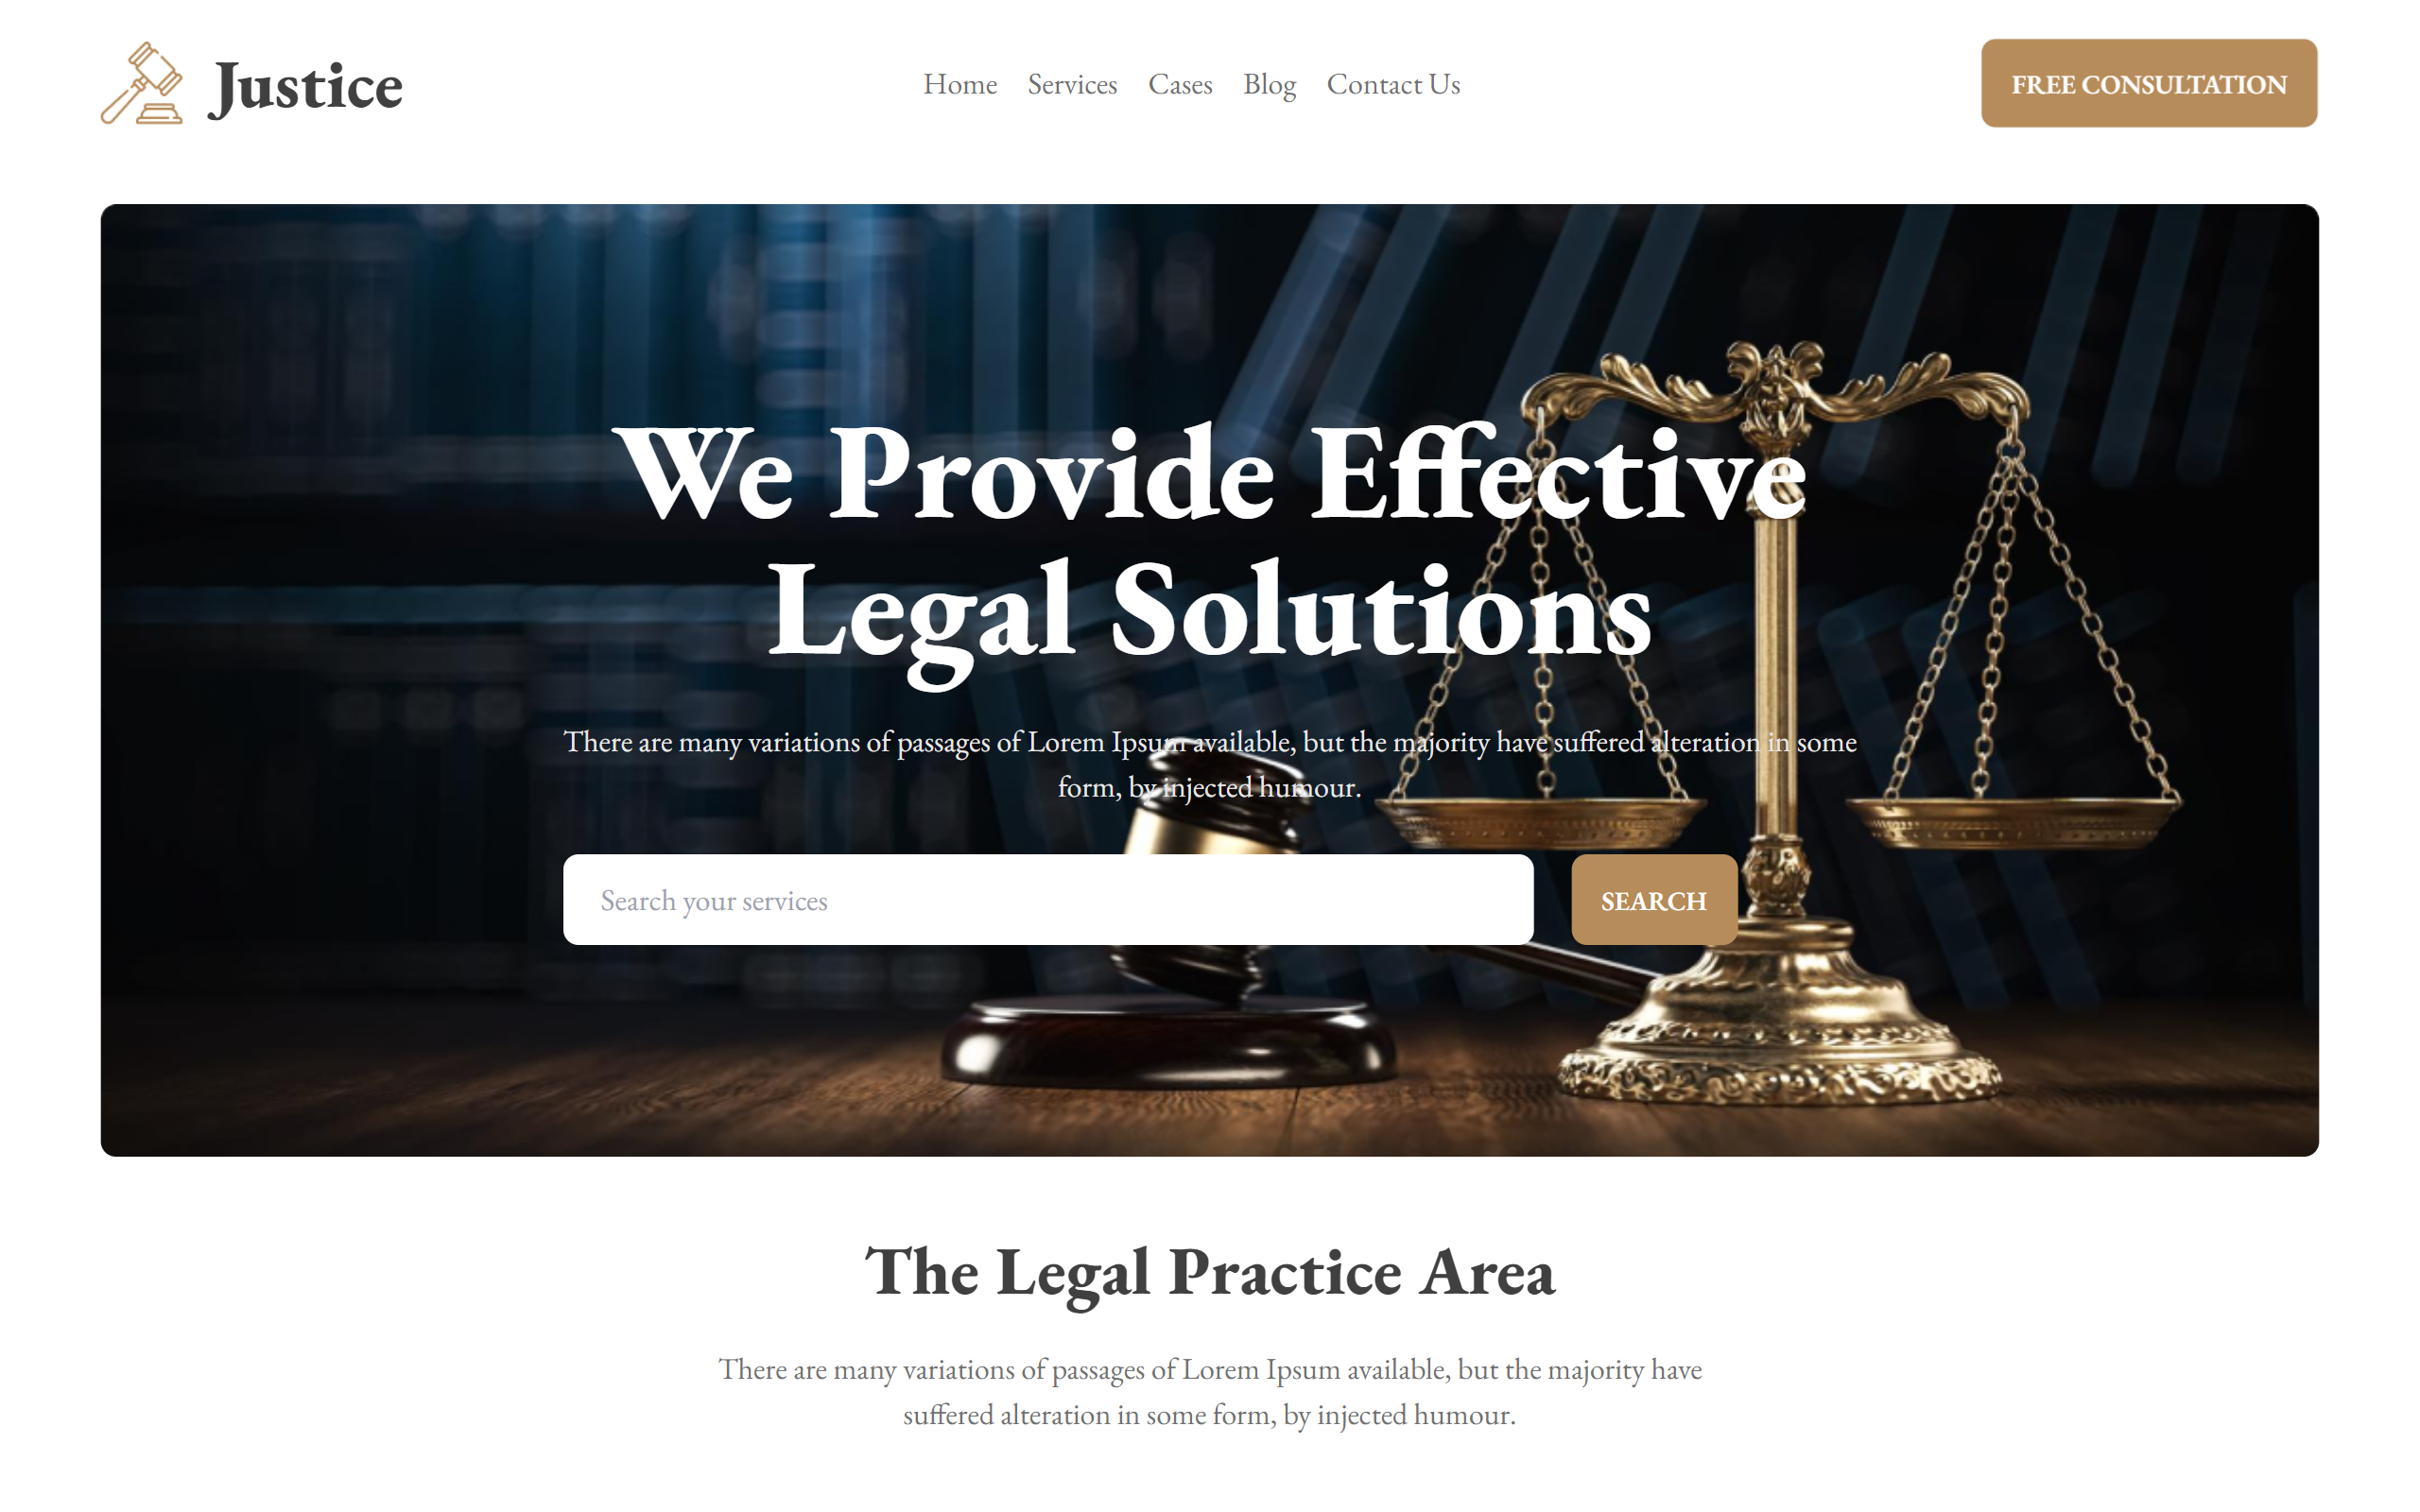 Justice
Home Services Cases Blog Contact Us
FREE CONSULTATION
We Provide Effective
Legal Solutions
There are many variations of passages of Lorem Ipsum available, but the majority have suffered alteration in some
form, by injected humour.
Search your services
SEARCH
The Legal Practice Area
There are many variations of passages of Lorem Ipsum available, but the majority have
suffered alteration in some form, by injected humour.